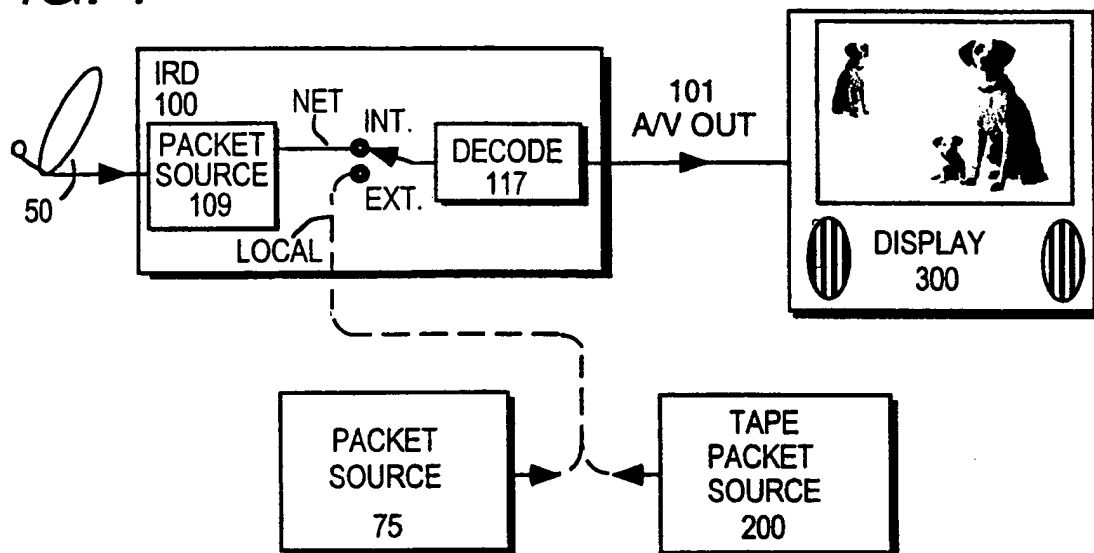 IRD
100
PACKET
SOURCE
109
NET
INT.
EXT.
LOCAL
DECODE
117
50
101
A/V OUT
DISPLAY
300
PACKET
SOURCE
75
TAPE
PACKET
SOURCE
200